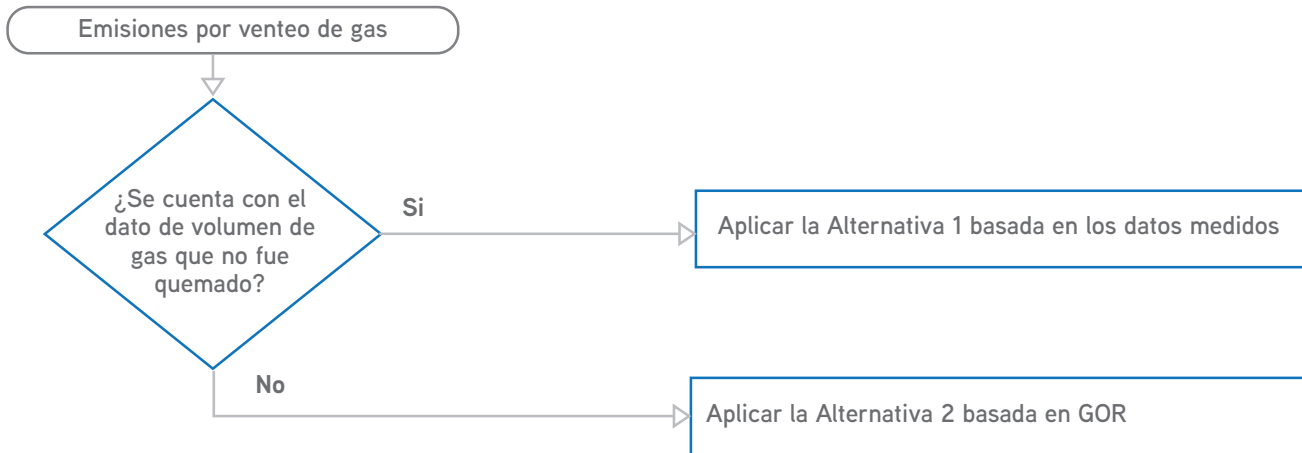 Emisiones por venteo de gas
¿Se cuenta con el
dato de volumen de
gas que no fue
quemado?
Si
Aplicar la Alternativa 1 basada en los datos medidos
No
Aplicar la Alternativa 2 basada en GOR